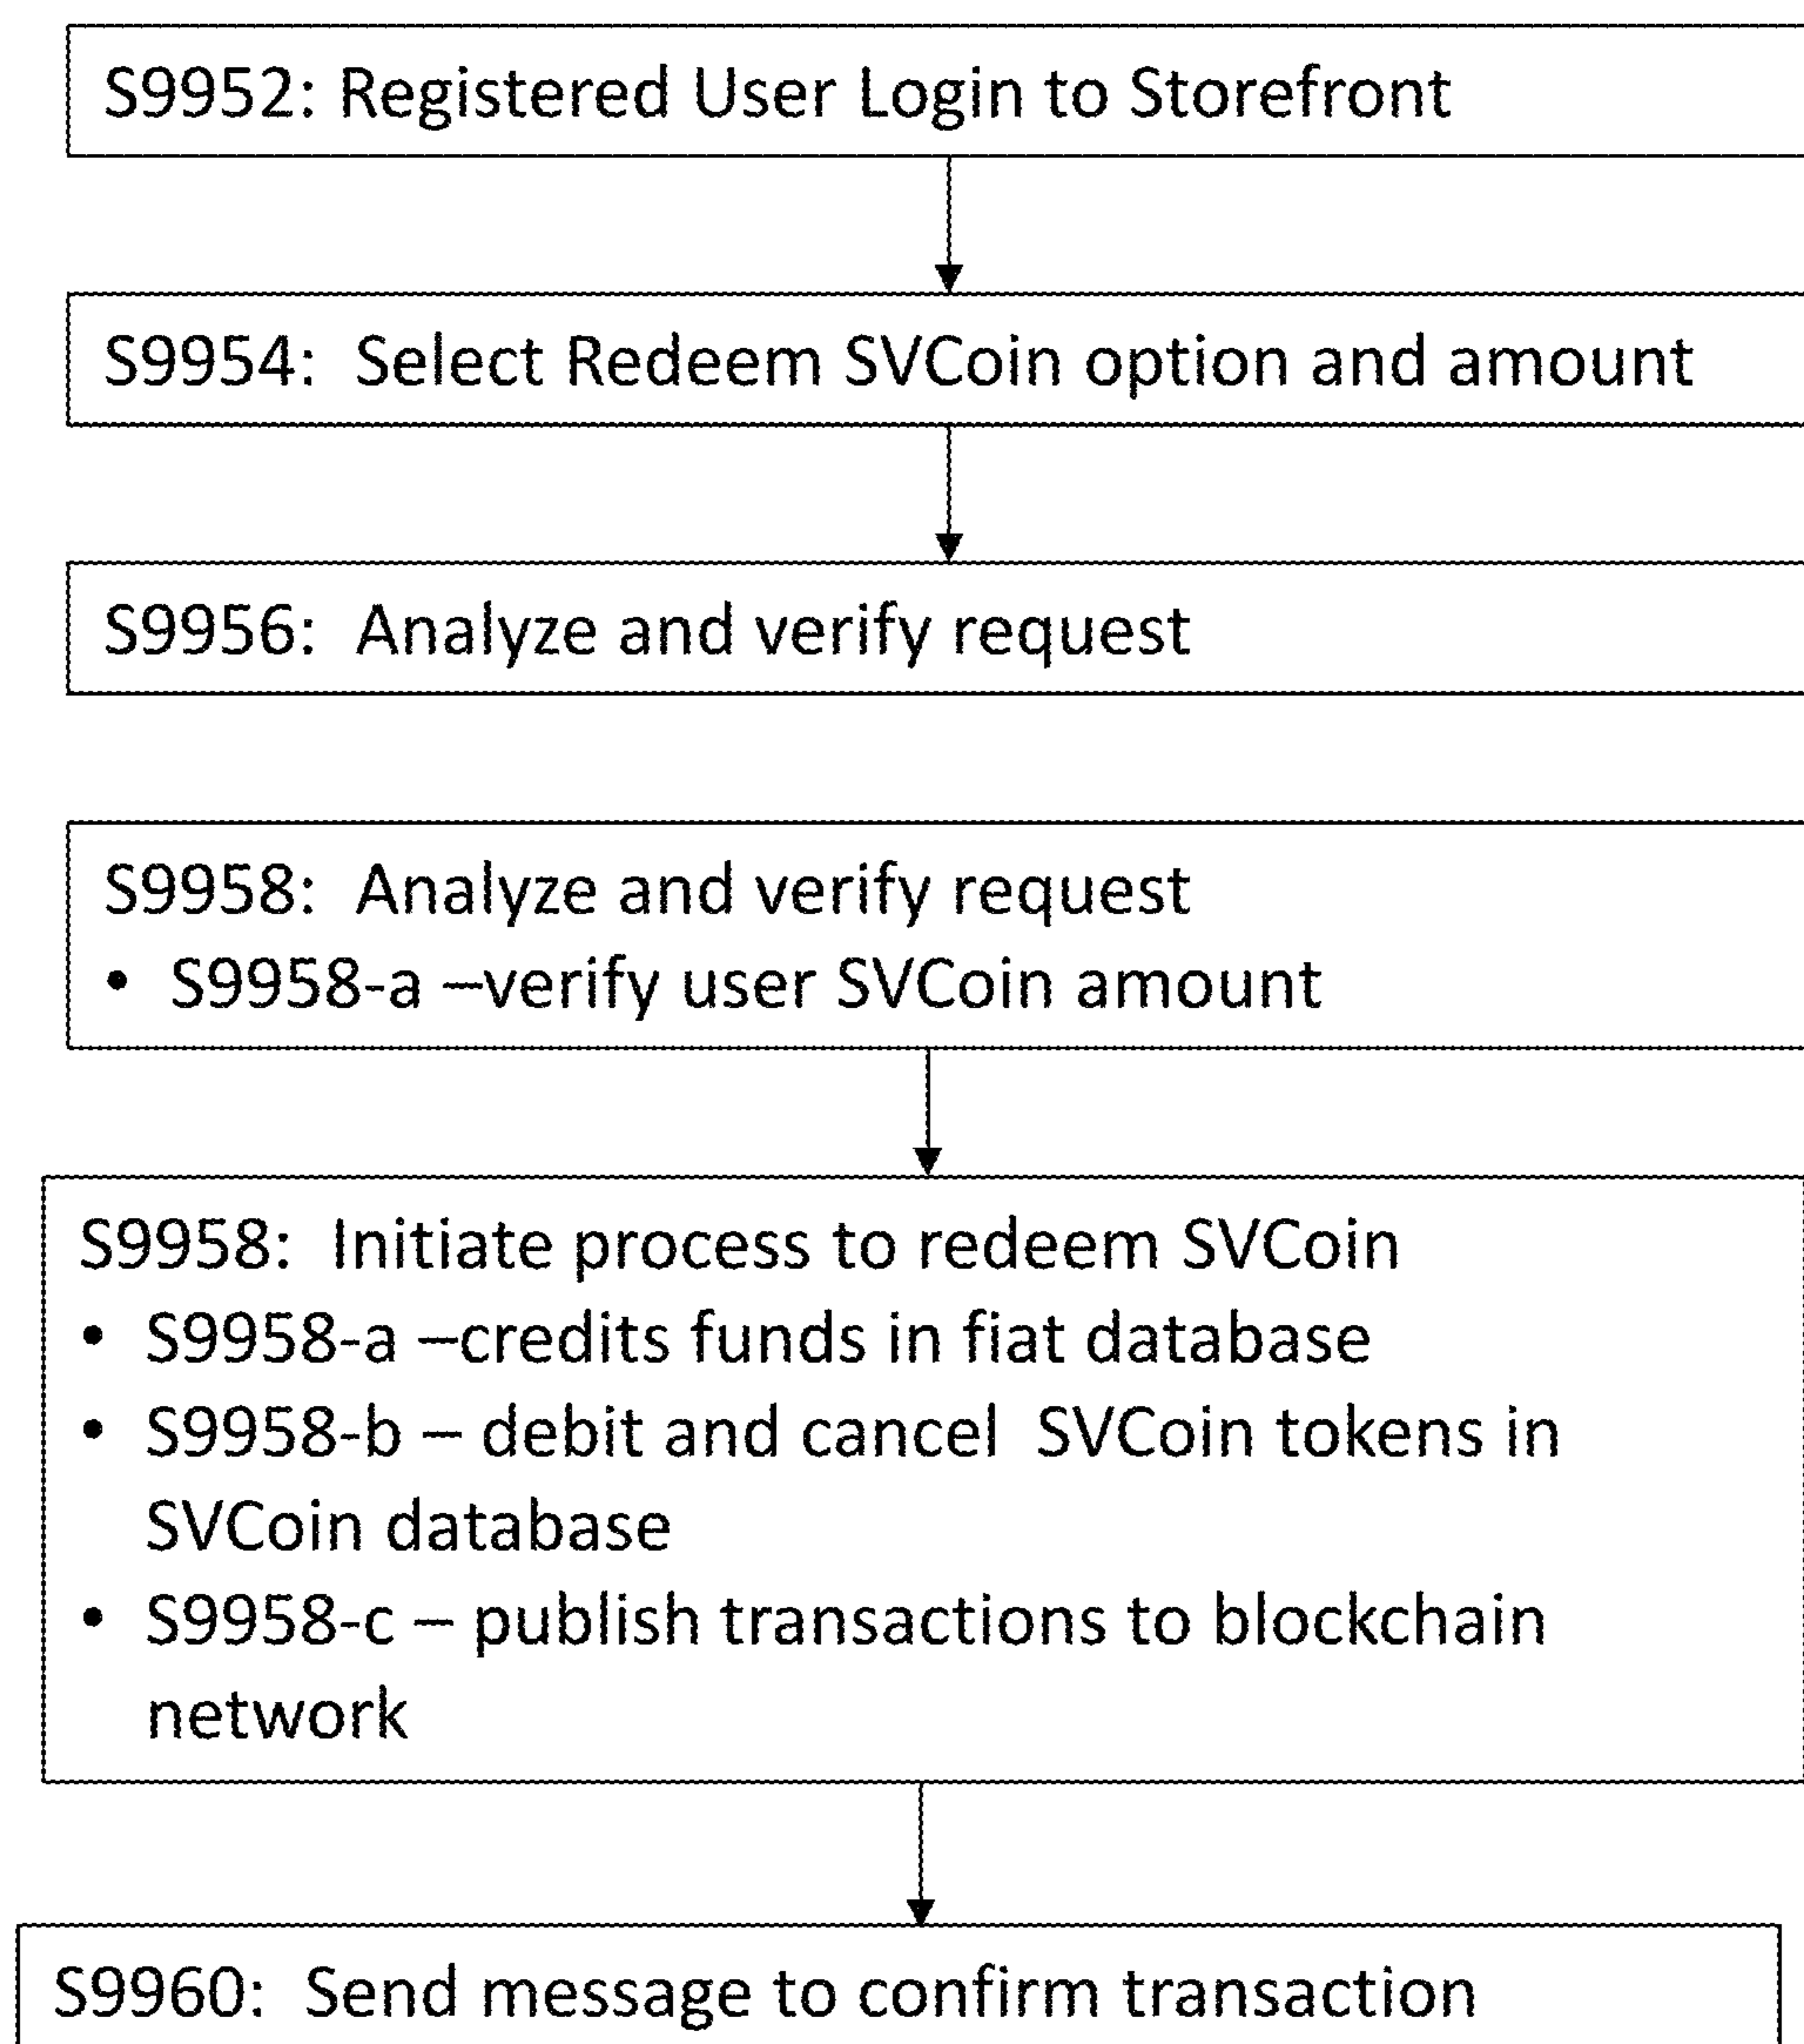 S9952: Registered User Login to Storefront
S9954: Select Redeem SVCoin option and amount
S9956: Analyze and verify request
S9958: Analyze and verify request
• S9958-a –verify user SVCoin amount
S9958: Initiate process to redeem SVCoin
• S9958-a –credits funds in fiat database
• S9958-b – debit and cancel SVCoin tokens in
SVCoin database
• S9958-c – publish transactions to blockchain
network
S9960: Send message to confirm transaction